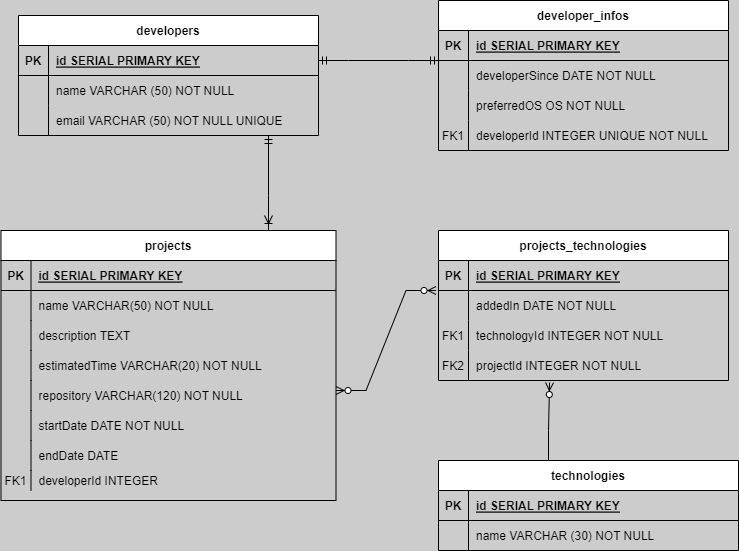 developers
PK id SERIAL PRIMARY KEY
name VARCHAR (50) NOT NULL
email VARCHAR (50) NOT NULL UNIQUE
developer_infos
PK id SERIAL PRIMARY KEY
developerSince DATE NOT NULL
preferredOS OS NOT NULL
FK1 developerId INTEGER UNIQUE NOT NULL
projects
PK id SERIAL PRIMARY KEY
name VARCHAR(50) NOT NULL
description TEXT
estimatedTime VARCHAR(20) NOT NULL
repository VARCHAR(120) NOT NULL
startDate DATE NOT NULL
endDate DATE
FK1 developerId INTEGER
projects_technologies
PK id SERIAL PRIMARY KEY
addedIn DATE NOT NULL
FK1 technologyId INTEGER NOT NULL
FK2 projectId INTEGER NOT NULL
technologies
PK id SERIAL PRIMARY KEY
name VARCHAR (30) NOT NULL